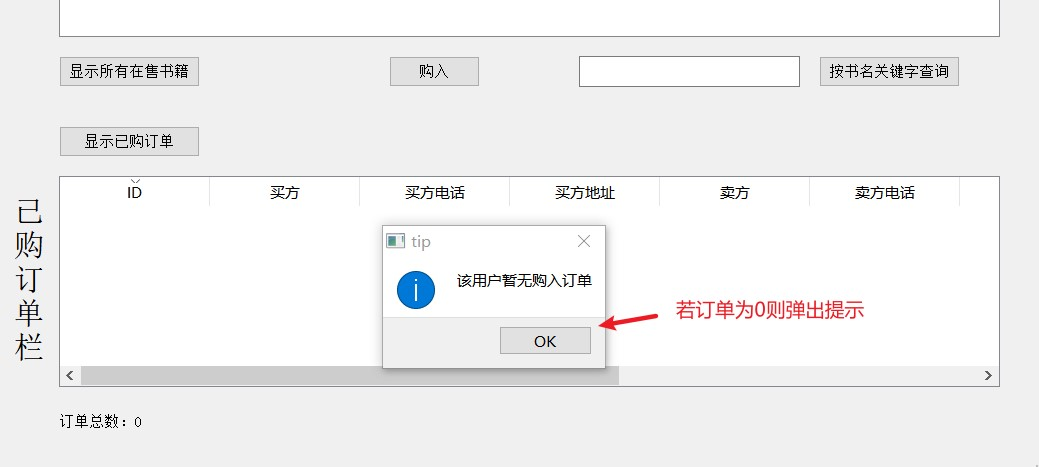 显示所有在售书籍
购入
按书名关键字查询
显示已购订单
已购订单栏
ID
买方
买方电话
买方地址
卖方
卖方电话
tip
该用户暂无购入订单
OK
若订单为0则弹出提示
订单总数：0